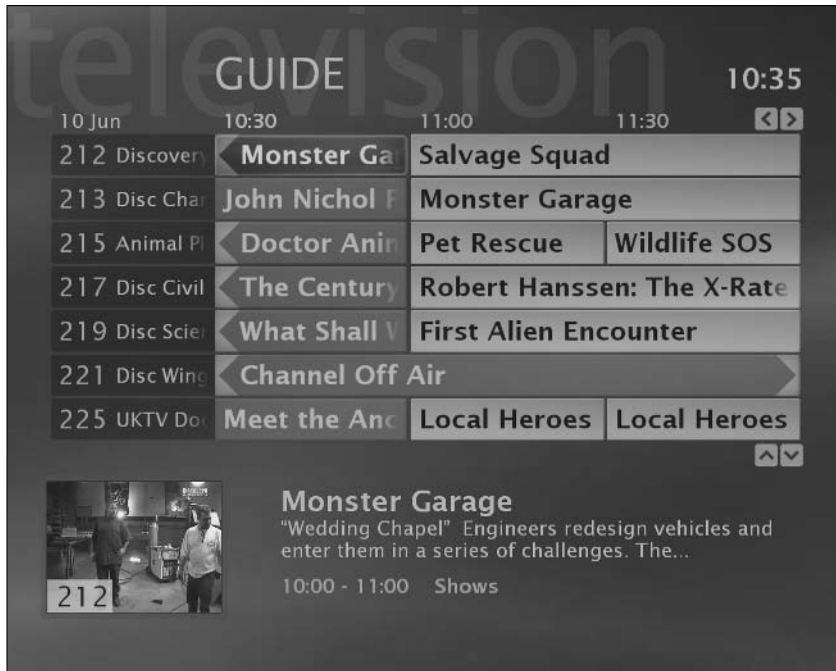 television
GUIDE
10:35
10 Jun 10:30 11:00 11:30
212 Discovery Monster Ga Salvage Squad
213 Disc Char John Nichol Monster Garage
215 Animal Pl Doctor Anim Pet Rescue Wildlife SOS
217 Disc Civil The Century Robert Hanssen: The X-Rate
219 Disc Scie What Shall First Alien Encounter
221 Disc Wing Channel Off Air
225 UKTV Do Meet the Anc Local Heroes Local Heroes
Monster Garage
"Wedding Chapel" Engineers redesign vehicles and
enter them in a series of challenges. The...
10:00 - 11:00 Shows
212